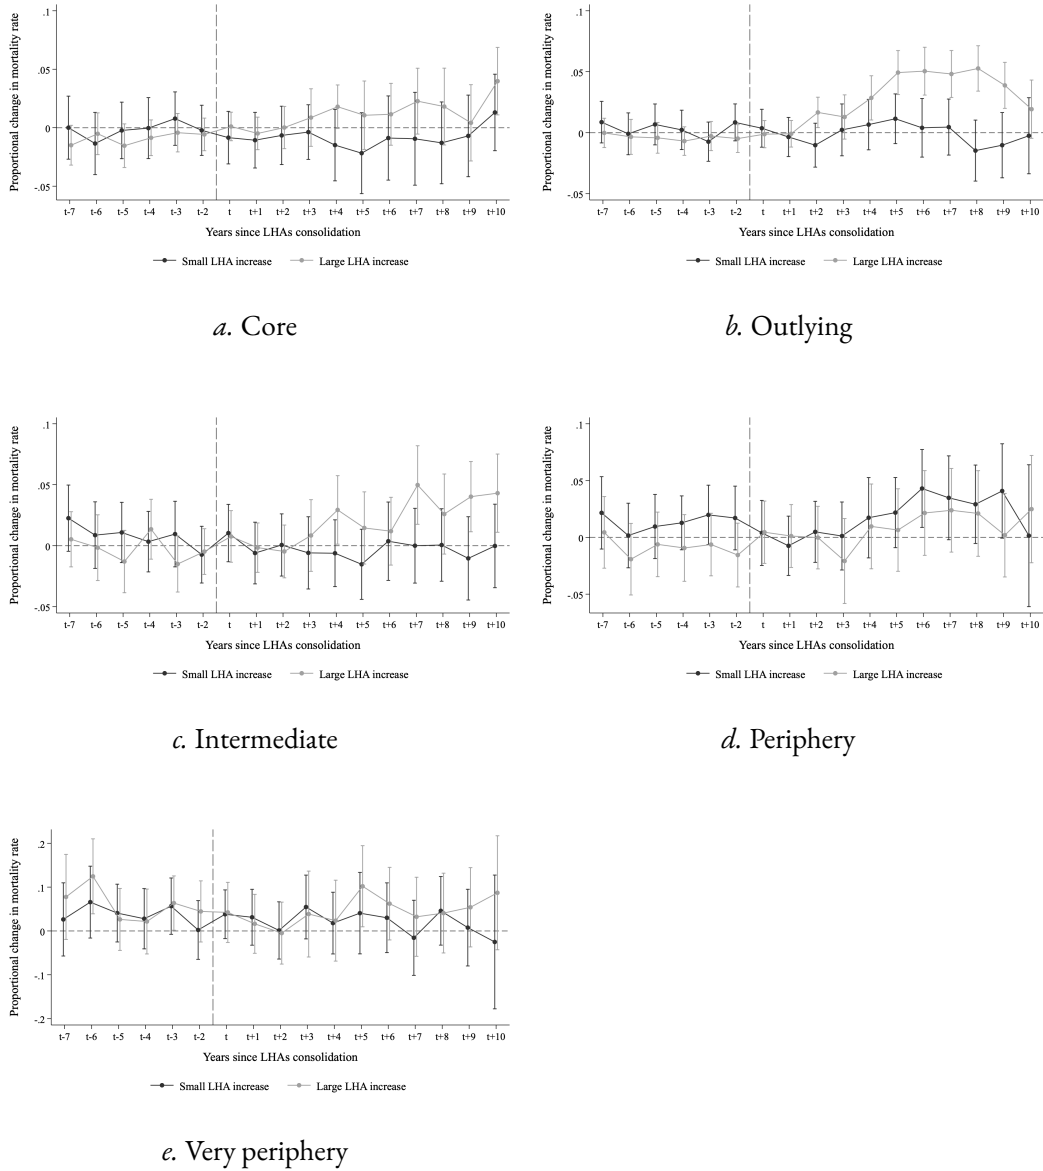 Proportional change in mortality rate
.1
.05
0
-.05
t-7 t-6 t-5 t-4 t-3 t-2 t t+1 t+2 t+3 t+4 t+5 t+6 t+7 t+8 t+9 t+10
Years since LHAs consolidation
Small LHA increase Large LHA increase
a. Core
Proportional change in mortality rate
.1
.05
0
-.05
t-7 t-6 t-5 t-4 t-3 t-2 t t+1 t+2 t+3 t+4 t+5 t+6 t+7 t+8 t+9 t+10
Years since LHAs consolidation
Small LHA increase Large LHA increase
b. Outlying
Proportional change in mortality rate
.1
.05
0
-.05
t-7 t-6 t-5 t-4 t-3 t-2 t t+1 t+2 t+3 t+4 t+5 t+6 t+7 t+8 t+9 t+10
Years since LHAs consolidation
Small LHA increase Large LHA increase
c. Intermediate
Proportional change in mortality rate
.1
.05
0
-.05
t-7 t-6 t-5 t-4 t-3 t-2 t t+1 t+2 t+3 t+4 t+5 t+6 t+7 t+8 t+9 t+10
Years since LHAs consolidation
Small LHA increase Large LHA increase
d. Periphery
Proportional change in mortality rate
.2
.1
0
-.1
-.2
t-7 t-6 t-5 t-4 t-3 t-2 t t+1 t+2 t+3 t+4 t+5 t+6 t+7 t+8 t+9 t+10
Years since LHAs consolidation
Small LHA increase Large LHA increase
e. Very periphery